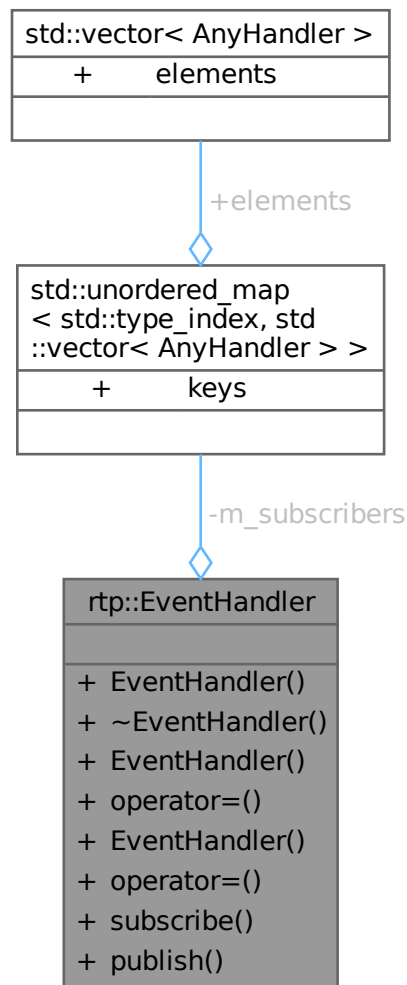 std::vector< AnyHandler >
+ elements
+elements
std::unordered_map
< std::type_index, std
::vector< AnyHandler > >
+ keys
-m_subscribers
rtp::EventHandler
+ EventHandler()
+ ~EventHandler()
+ EventHandler()
+ operator=()
+ EventHandler()
+ operator=()
+ subscribe()
+ publish()